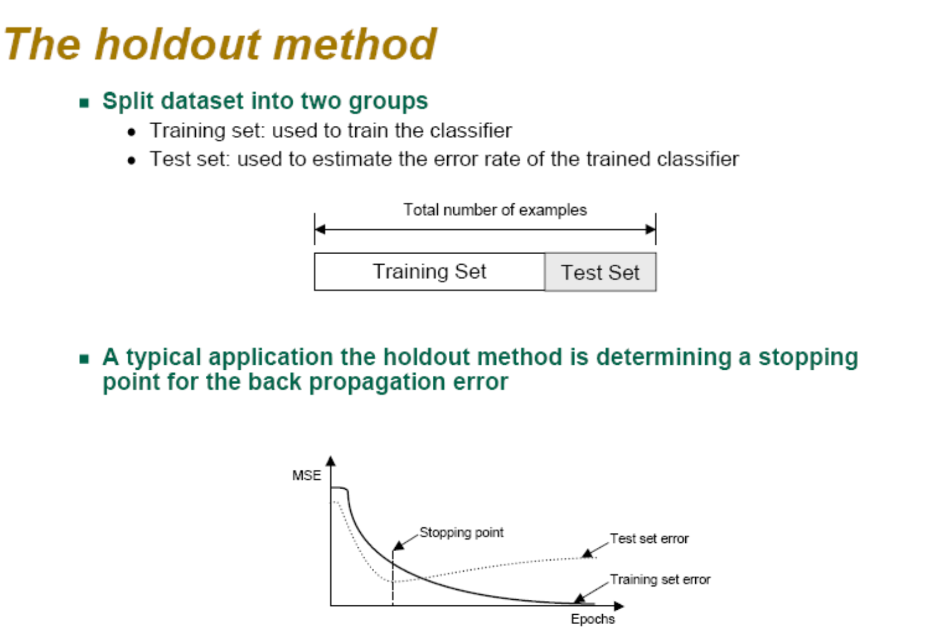 The holdout method
Split dataset into two groups
Training set: used to train the classifier
Test set: used to estimate the error rate of the trained classifier
Total number of examples
Training Set
Test Set
A typical application the holdout method is determining a stopping
point for the back propagation error
MSE
Stopping point
Test set error
Training set error
Epochs